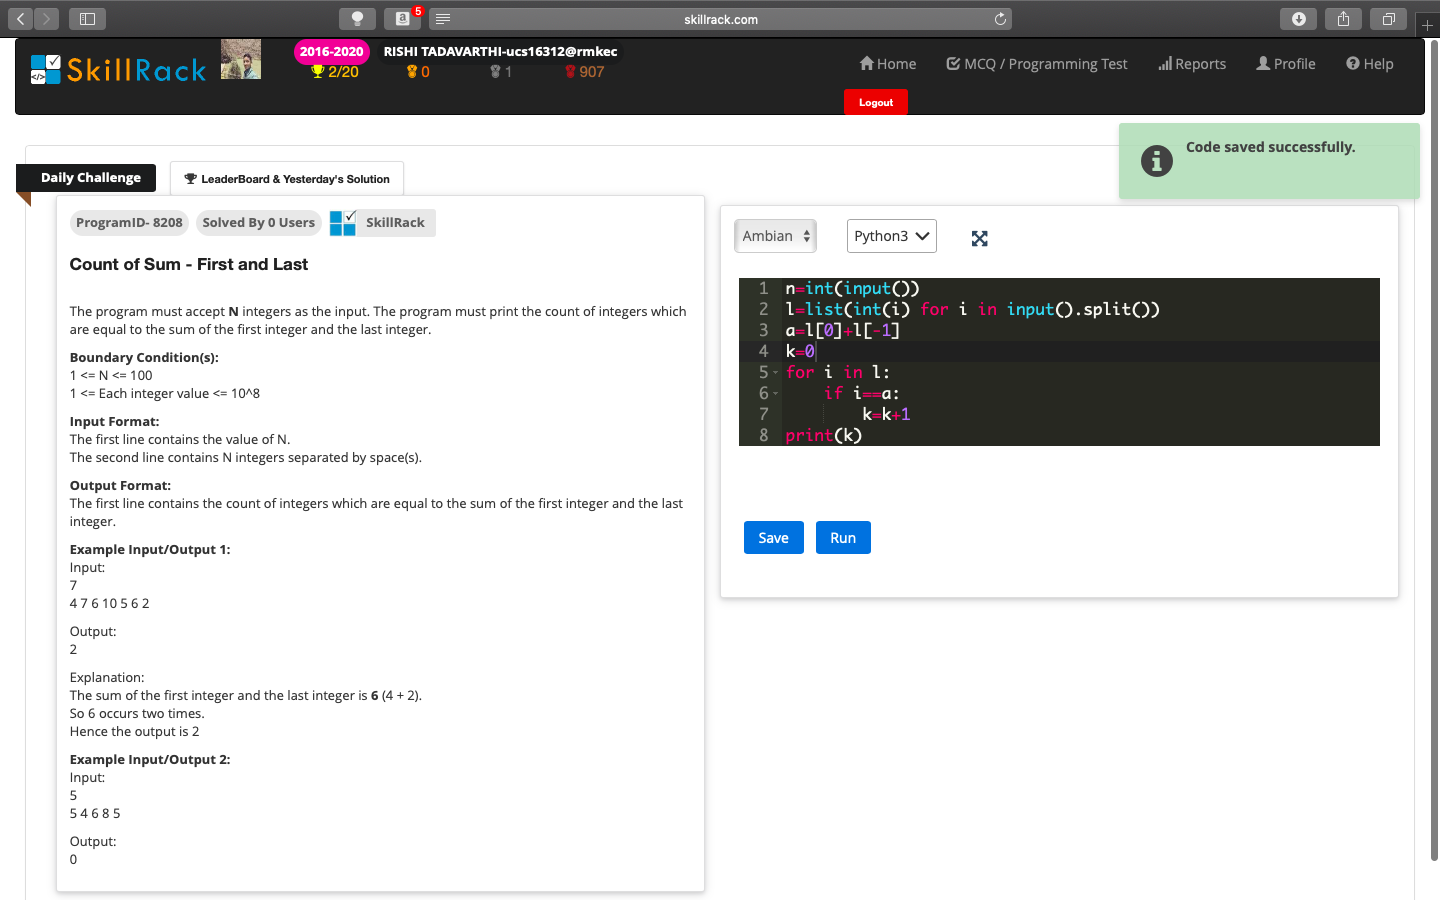 5
skillrack.com
SkillRack
2016-2020 RISHI TADAVARTHI-ucs16312@rmkec
2/20 0 1 907
Home MCQ / Programming Test Reports Profile Help
Logout
Code saved successfully.
Daily Challenge LeaderBoard & Yesterday's Solution
ProgramID- 8208 Solved By 0 Users SkillRack
Count of Sum - First and Last
The program must accept N integers as the input. The program must print the count of integers which
are equal to the sum of the first integer and the last integer.
Boundary Condition(s):
1 <= N <= 100
1 <= Each integer value <= 10^8
Input Format:
The first line contains the value of N.
The second line contains N integers separated by space(s).
Output Format:
The first line contains the count of integers which are equal to the sum of the first integer and the last
integer.
Example Input/Output 1:
Input:
7
4 7 6 10 5 6 2
Output:
2
Explanation:
The sum of the first integer and the last integer is 6 (4 + 2).
So 6 occurs two times.
Hence the output is 2
Example Input/Output 2:
Input:
5
5 4 6 8 5
Output:
0
Ambian Python3
1 n=int(input())
2 l=list(int(i) for i in input().split())
3 a=l[0]+l[-1]
4 k=0
5 for i in l:
6 if i==a:
7 k=k+1
8 print(k)
Save Run